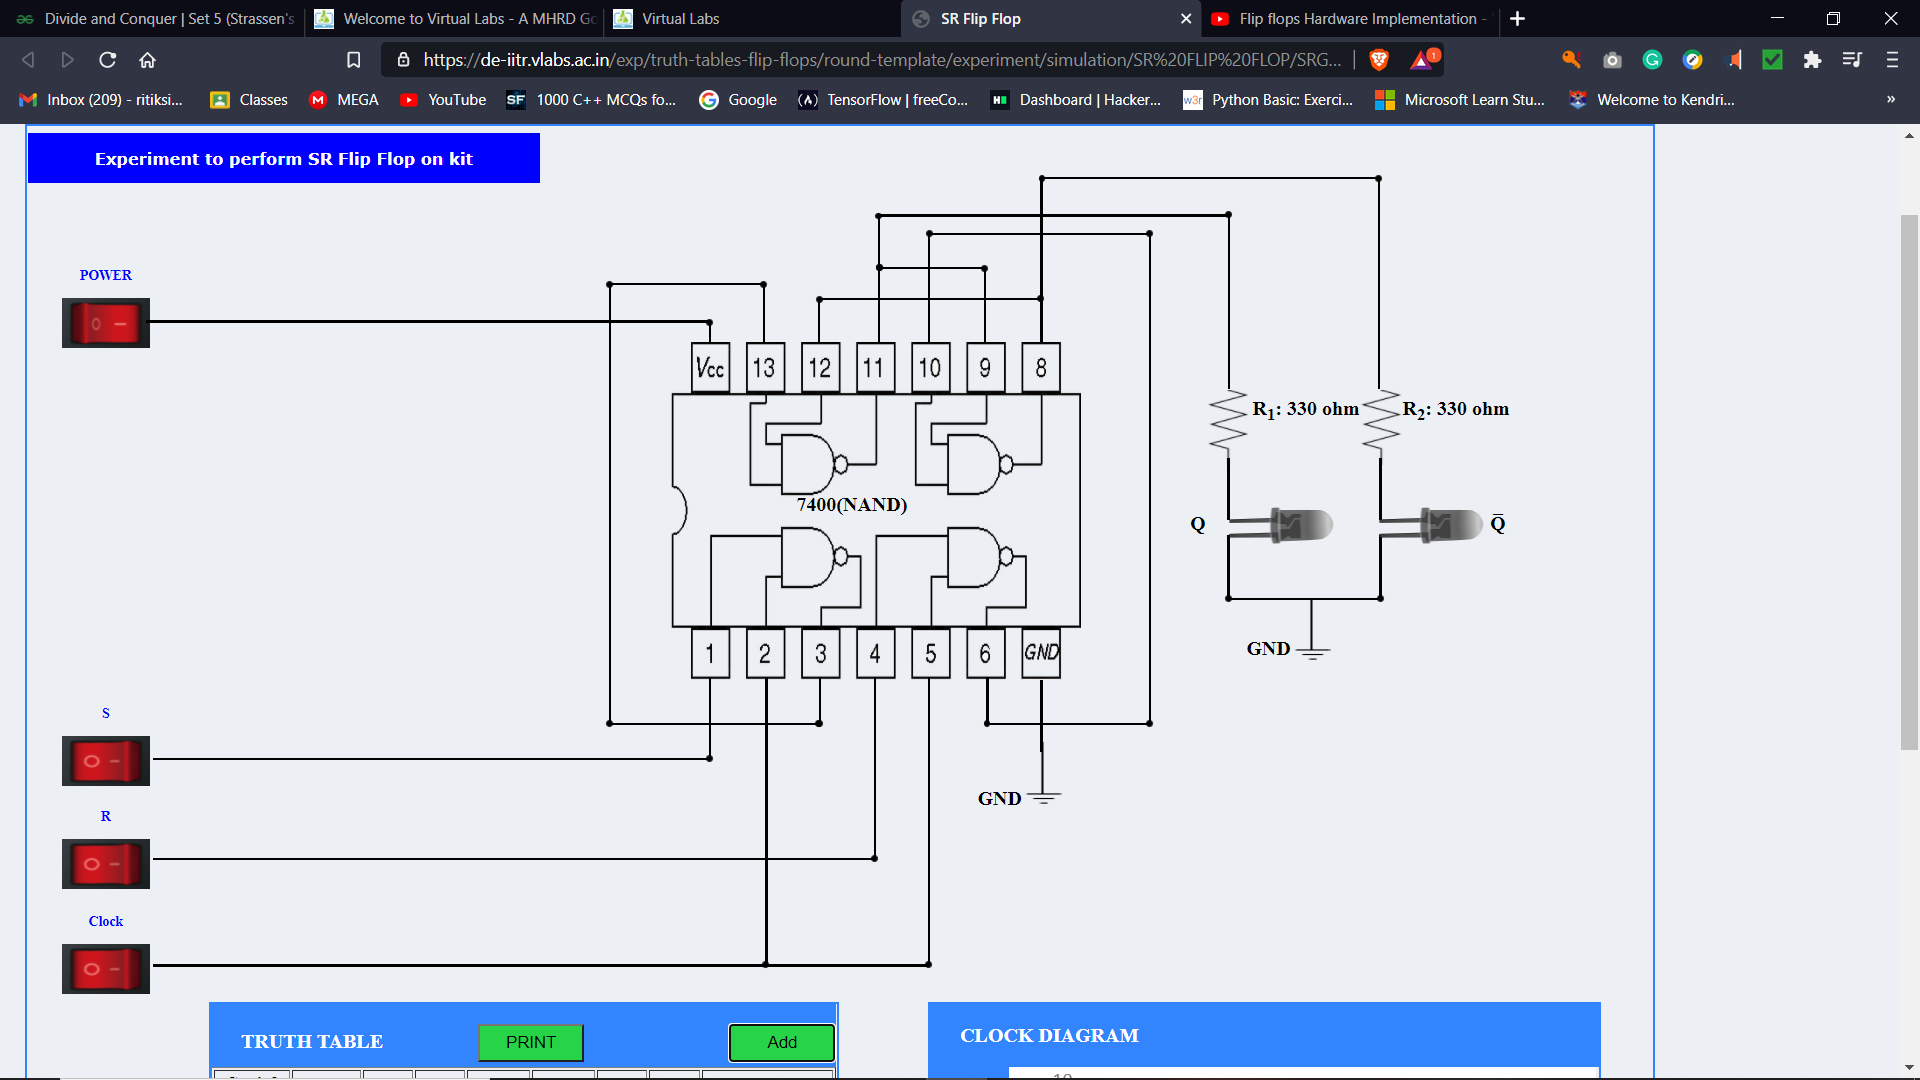 Divide and Conquer | Set 5 (Strassen's
Welcome to Virtual Labs - A MHRD Go
Virtual Labs
SR Flip Flop
Flip flops Hardware Implementation -
https://de-iitr.vlabs.ac.in/exp/truth-tables-flip-flops/round-template/experiment/simulation/SR%20FLIP%20FLOP/SRG...
1
Inbox (209) - ritiksi...
Classes
MEGA
YouTube
SF 1000 C++ MCQs fo...
Google
(A) TensorFlow | freeCo...
H Dashboard | Hacker...
w3r Python Basic: Exerci...
Microsoft Learn Stu...
Welcome to Kendri...
»
Experiment to perform SR Flip Flop on kit
POWER
Vcc 13 12 11 10 9 8
R1: 330 ohm R2: 330 ohm
7400(NAND)
Q Q̅
1 2 3 4 5 6 GND
GND
S
GND
R
Clock
TRUTH TABLE PRINT Add
CLOCK DIAGRAM